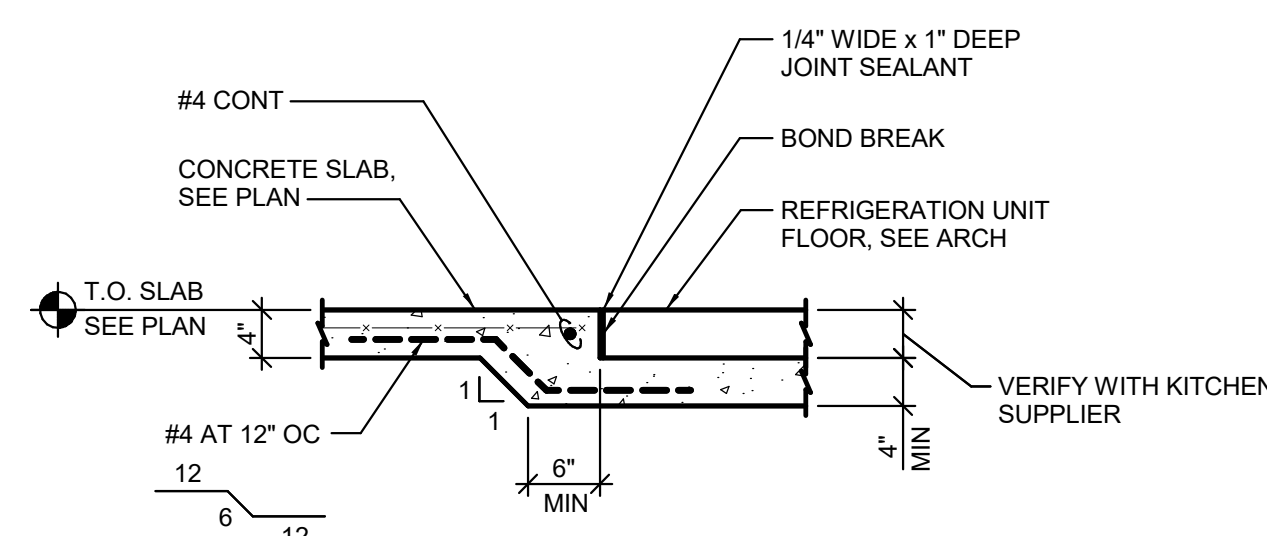 1/4" WIDE x 1" DEEP
JOINT SEALANT
#4 CONT
BOND BREAK
CONCRETE SLAB,
SEE PLAN
REFRIGERATION UNIT
FLOOR, SEE ARCH
T.O. SLAB
SEE PLAN
4"
VERIFY WITH KITCHEN
SUPPLIER
1
1
#4 AT 12" OC
4"
MIN
6"
MIN
12
6
12